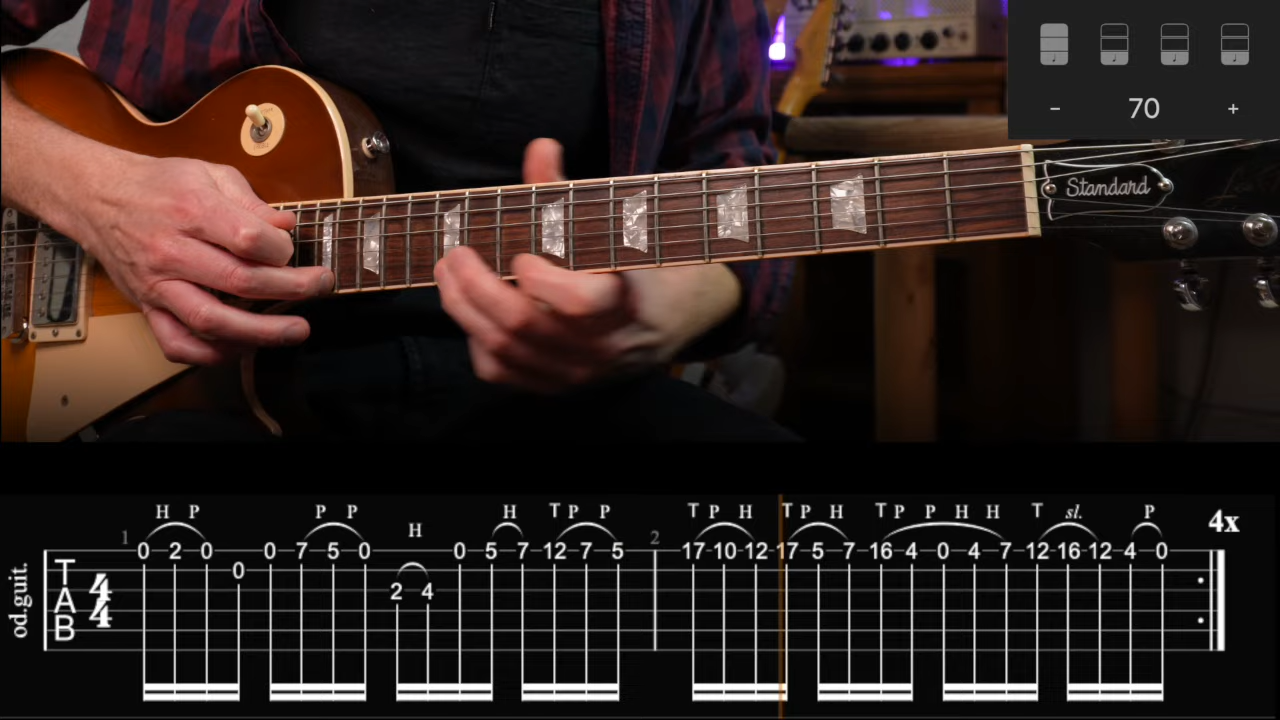 - 70 +
Standard
H P P P H H T P P T P H T P H T P P H H T sl. P 4x
1 0 2 0 0 7 5 0 0 5 7 12 7 5 2 17 10 12 17 5 7 16 4 0 4 7 12 16 12 4 0
0
2 4
T
A
B
4
4
od.guit.